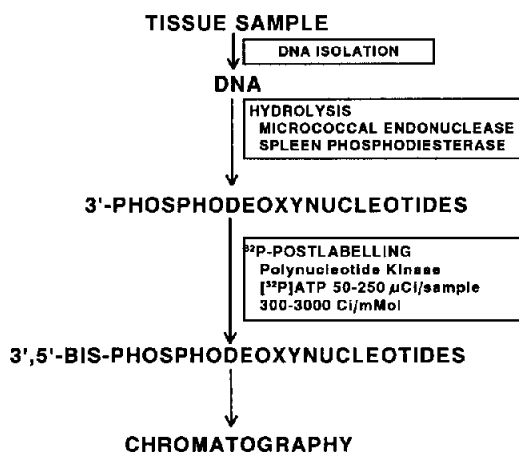 TISSUE SAMPLE
DNA ISOLATION
DNA
HYDROLYSIS
MICROCOCCAL ENDONUCLEASE
SPLEEN PHOSPHODIESTERASE
3'-PHOSPHODEOXYNUCLEOTIDES
³²P-POSTLABELLING
Polynucleotide Kinase
[³²P]ATP 50-250 µCi/sample
300-3000 Ci/mMol
3',5'-BIS-PHOSPHODEOXYNUCLEOTIDES
CHROMATOGRAPHY